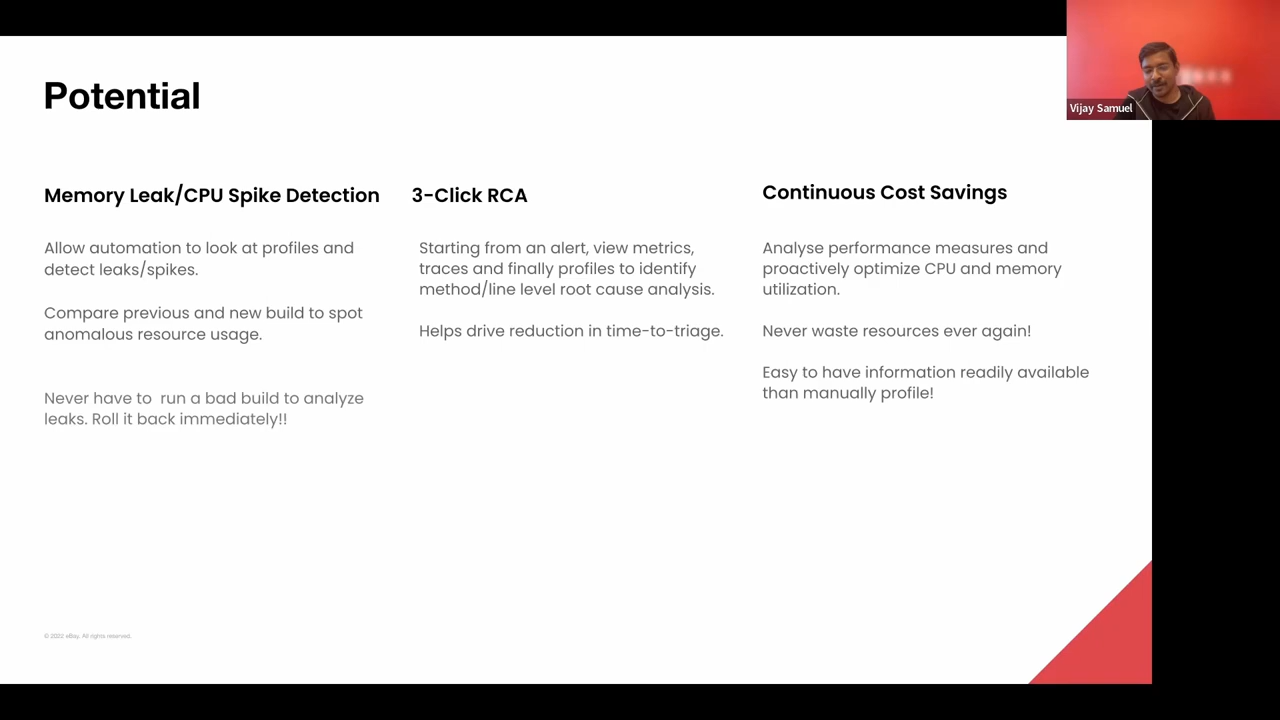 Potential
Vijay Samuel
Memory Leak/CPU Spike Detection
Allow automation to look at profiles and
detect leaks/spikes.
Compare previous and new build to spot
anomalous resource usage.
Never have to  run a bad build to analyze
leaks. Roll it back immediately!!
3-Click RCA
Starting from an alert, view metrics,
traces and finally profiles to identify
method/line level root cause analysis.
Helps drive reduction in time-to-triage.
Continuous Cost Savings
Analyse performance measures and
proactively optimize CPU and memory
utilization.
Never waste resources ever again!
Easy to have information readily available
than manually profile!
© 2022 eBay. All rights reserved.